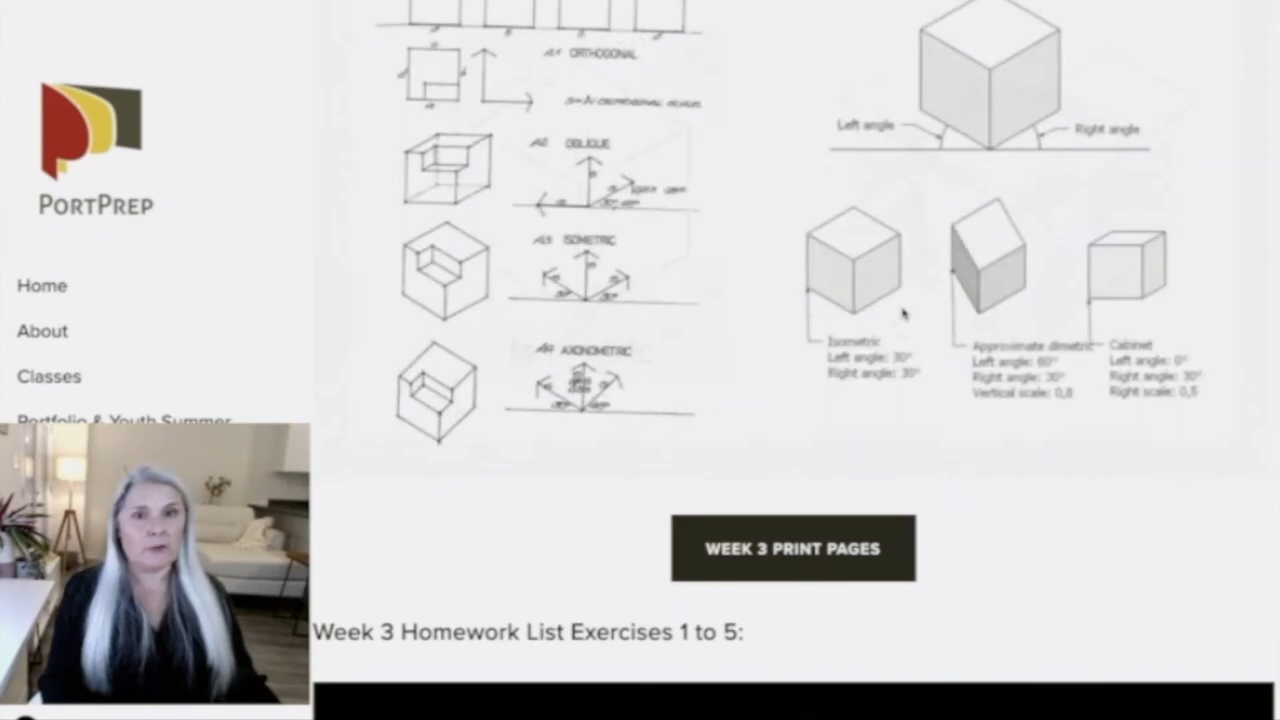 PORTPREP
Home
About
Classes
Portfolio & Youth Summer
A1 ORTHOGONAL
A2 OBLIQUE
A3 ISOMETRIC
A4 AXONOMETRIC
Left angle
Right angle
Isometric
Left angle: 30°
Right angle: 30°
Approximate dimetric
Left angle: 60°
Right angle: 30°
Vertical scale: 0,8
Cabinet
Left angle: 0°
Right angle: 30°
Right scale: 0,5
WEEK 3 PRINT PAGES
Week 3 Homework List Exercises 1 to 5: